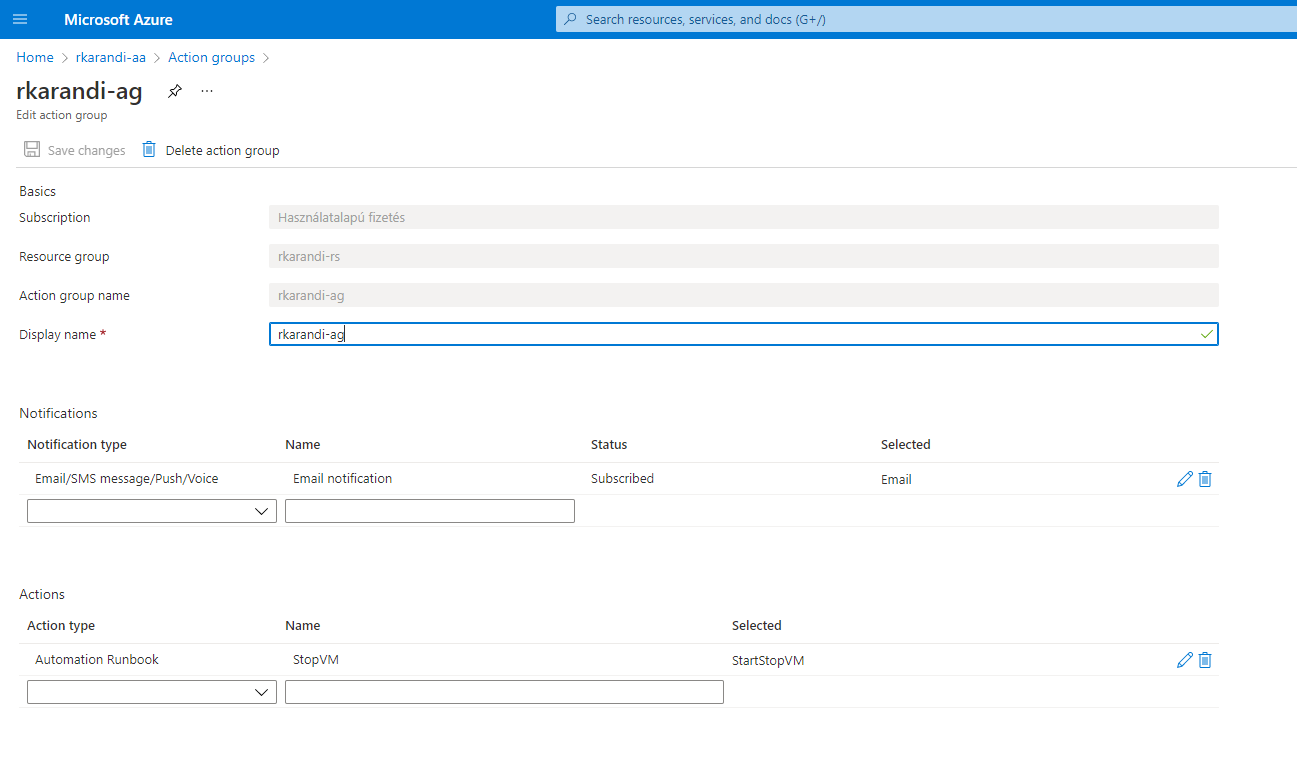 Microsoft Azure
Search resources, services, and docs (G+/)
Home > rkarandi-aa > Action groups >
rkarandi-ag ...
Edit action group
Save changes Delete action group
Basics
Subscription Használatalapú fizetés
Resource group rkarandi-rs
Action group name rkarandi-ag
Display name * rkarandi-ag
Notifications
Notification type Name Status Selected
Email/SMS message/Push/Voice Email notification Subscribed Email
Actions
Action type Name Selected
Automation Runbook StopVM StartStopVM